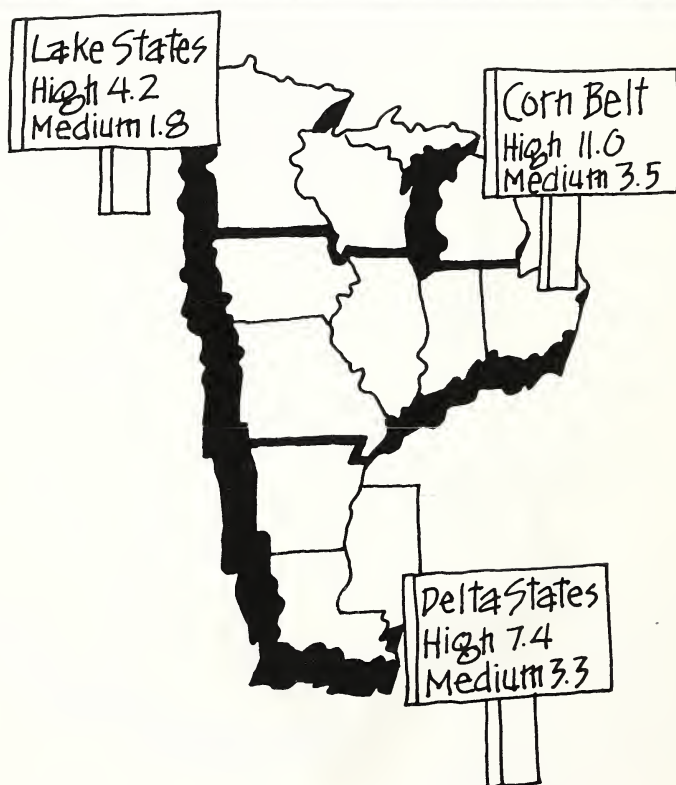 Lake States
High 4.2
Medium 1.8
Corn Belt
High 11.0
Medium 3.5
Delta States
High 7.4
Medium 3.3